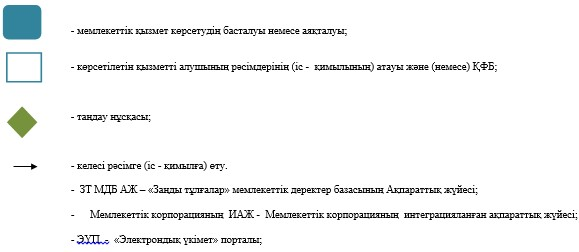 - мемлекеттік қызмет көрсетудің басталуы немесе аяқталуы;
- көрсетілетін қызметті алушының рәсімдерінің (іс - қимылының) атауы және (немесе) ҚФБ;
- таңдау нұсқасы;
- келесі рәсімге (іс - қимылға) өту.
- ЗТ МДБ АЖ – «Заңды тұлғалар» мемлекеттік деректер базасының Ақпараттық жүйесі;
- Мемлекеттік корпорацияның ИАЖ - Мемлекеттік корпорацияның интеграцияланған ақпараттық жүйесі;
- ЭҮП - «Электрондық үкімет» порталы;